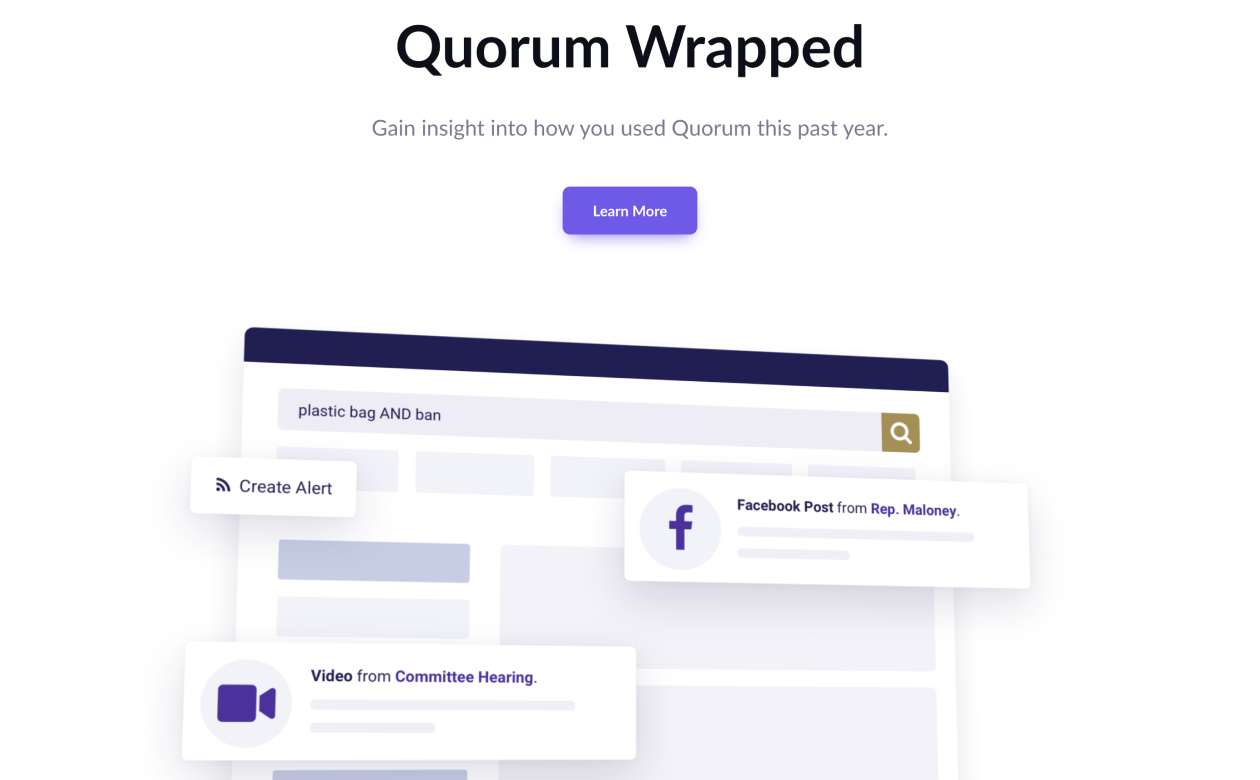 Quorum Wrapped
Gain insight into how you used Quorum this past year.
Learn More
plastic bag AND ban
Create Alert
Facebook Post from Rep. Maloney.
Video from Committee Hearing.